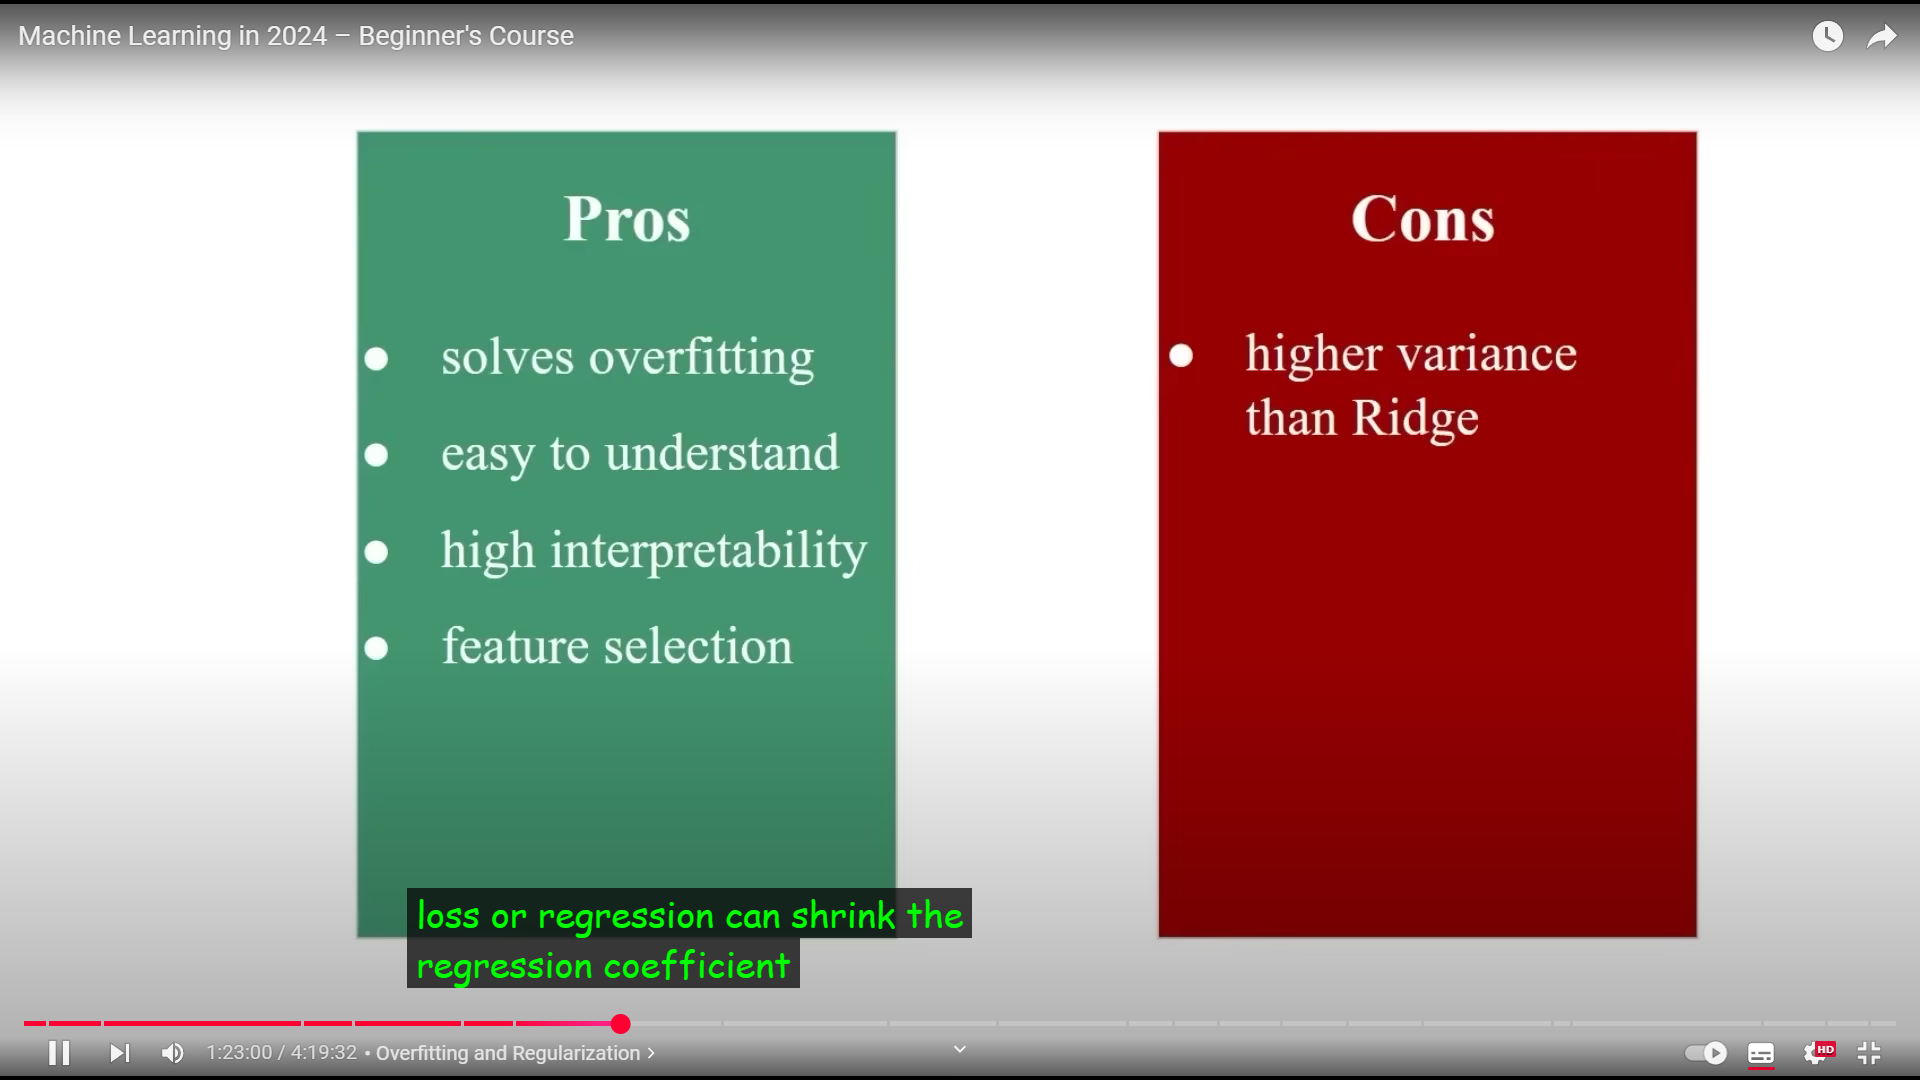 Machine Learning in 2024 – Beginner's Course
Pros
● solves overfitting
● easy to understand
● high interpretability
● feature selection
Cons
● higher variance
than Ridge
loss or regression can shrink the
regression coefficient
1:23:00 / 4:19:32 • Overfitting and Regularization
HD